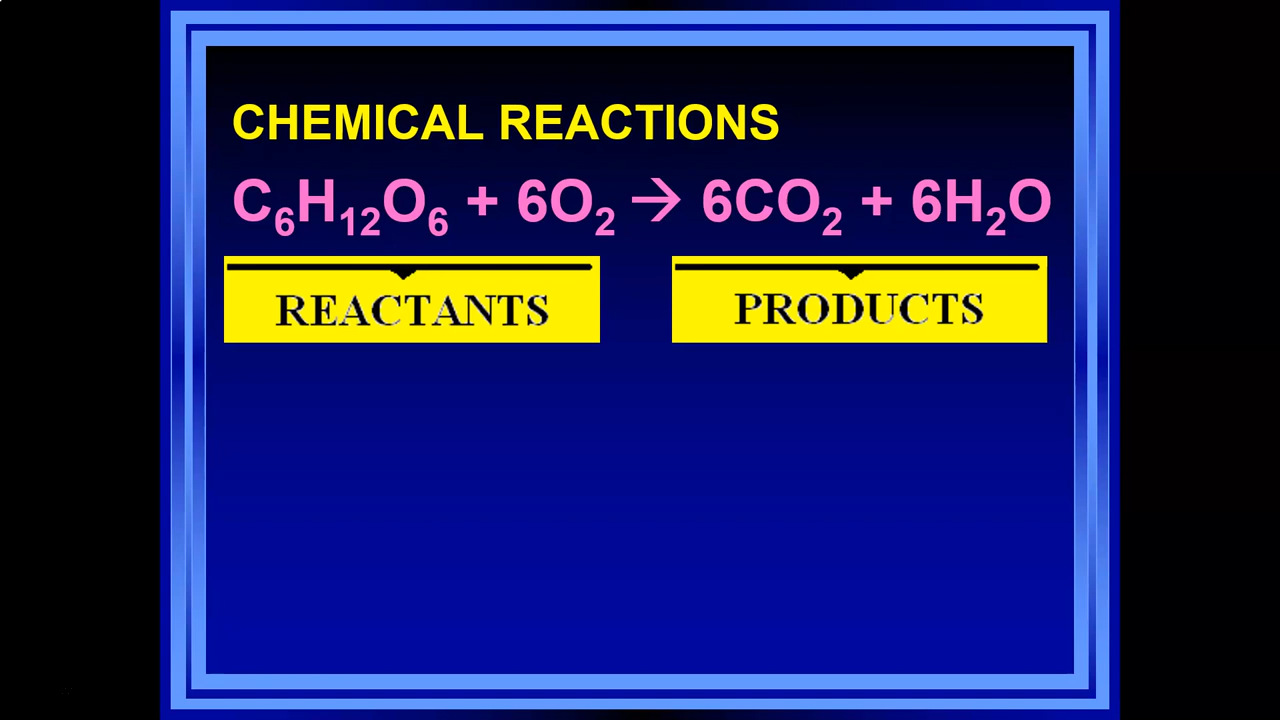 CHEMICAL REACTIONS
C₆H₁₂O₆ + 6O₂ → 6CO₂ + 6H₂O
REACTANTS PRODUCTS